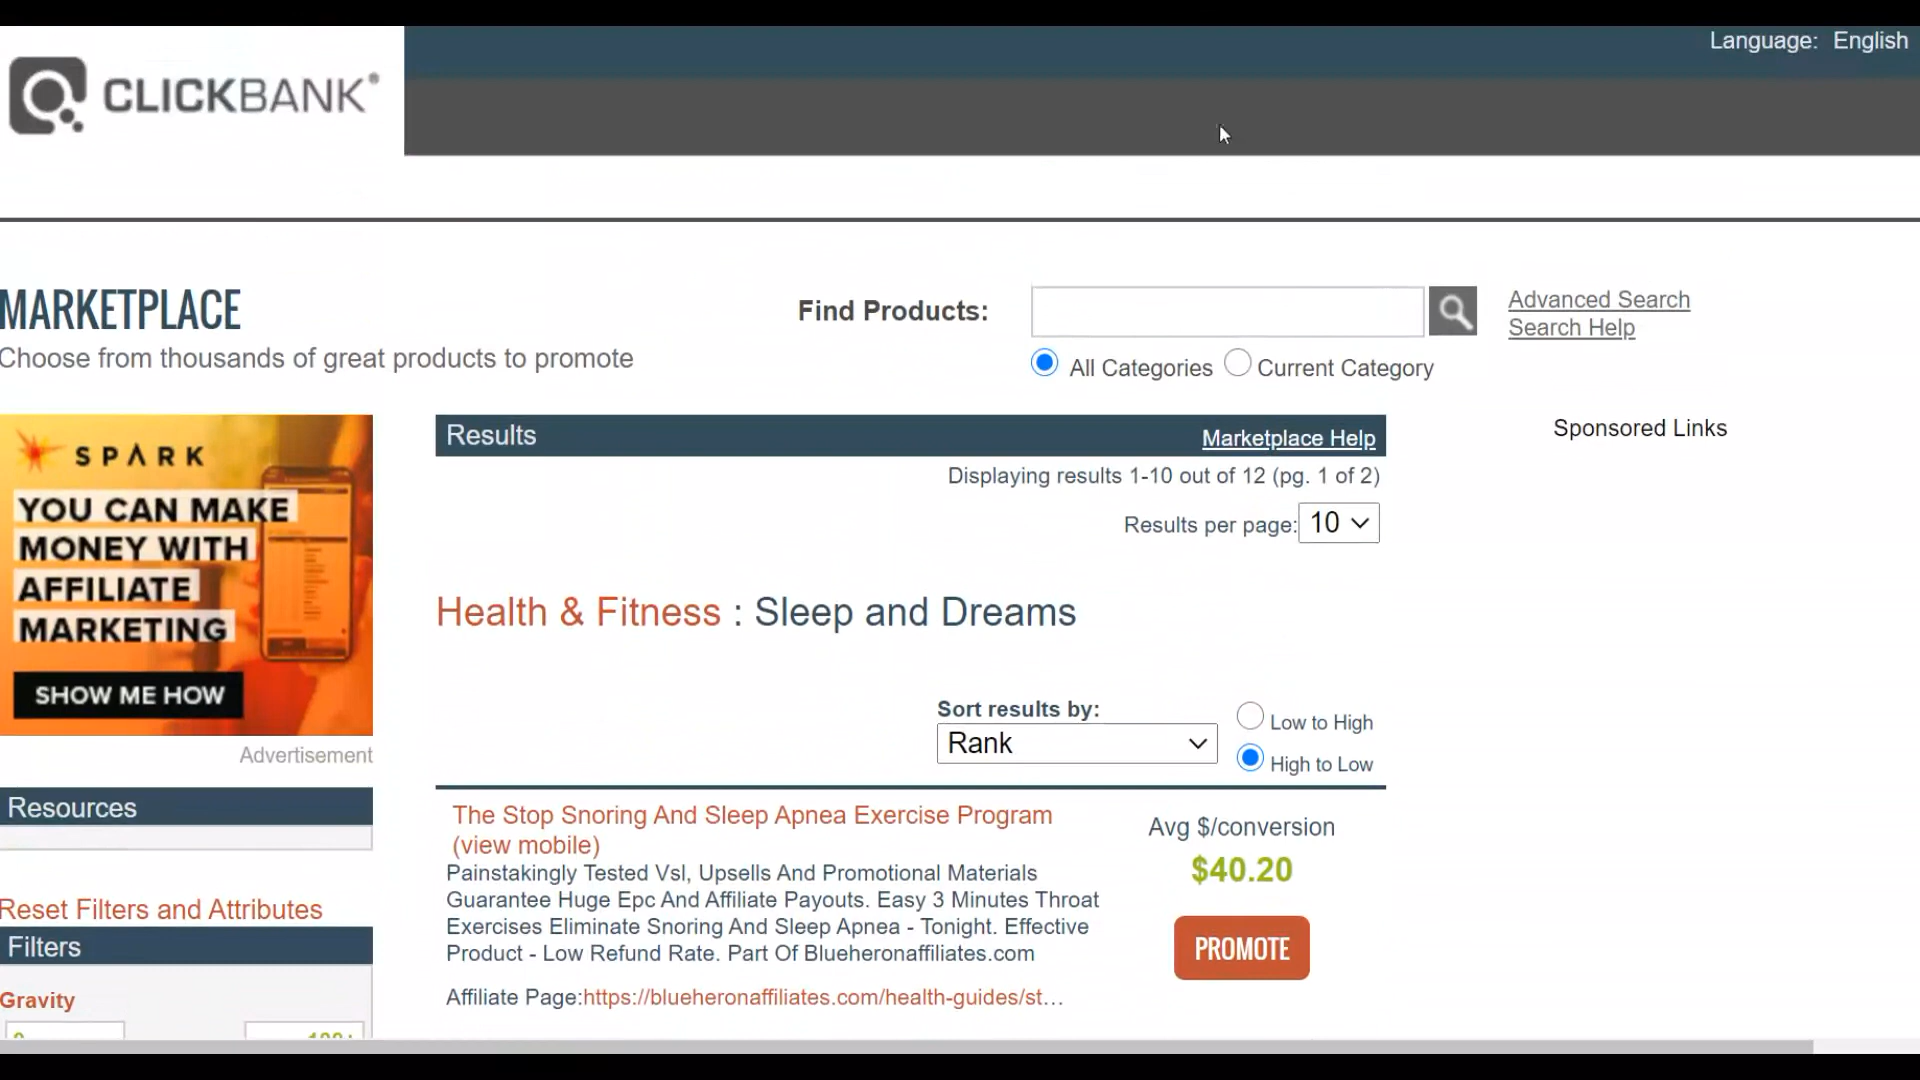 Language: English
CLICKBANK®
MARKETPLACE
Choose from thousands of great products to promote
Find Products:
Advanced Search
Search Help
All Categories
Current Category
SPARK
YOU CAN MAKE
MONEY WITH
AFFILIATE
MARKETING
SHOW ME HOW
Advertisement
Resources
Reset Filters and Attributes
Filters
Gravity
Results
Marketplace Help
Displaying results 1-10 out of 12 (pg. 1 of 2)
Results per page: 10
Health & Fitness : Sleep and Dreams
Sort results by:
Rank
Low to High
High to Low
The Stop Snoring And Sleep Apnea Exercise Program
(view mobile)
Painstakingly Tested Vsl, Upsells And Promotional Materials
Guarantee Huge Epc And Affiliate Payouts. Easy 3 Minutes Throat
Exercises Eliminate Snoring And Sleep Apnea - Tonight. Effective
Product - Low Refund Rate. Part Of Blueheronaffiliates.com
Affiliate Page:https://blueheronaffiliates.com/health-guides/st...
Avg $/conversion
$40.20
PROMOTE
Sponsored Links